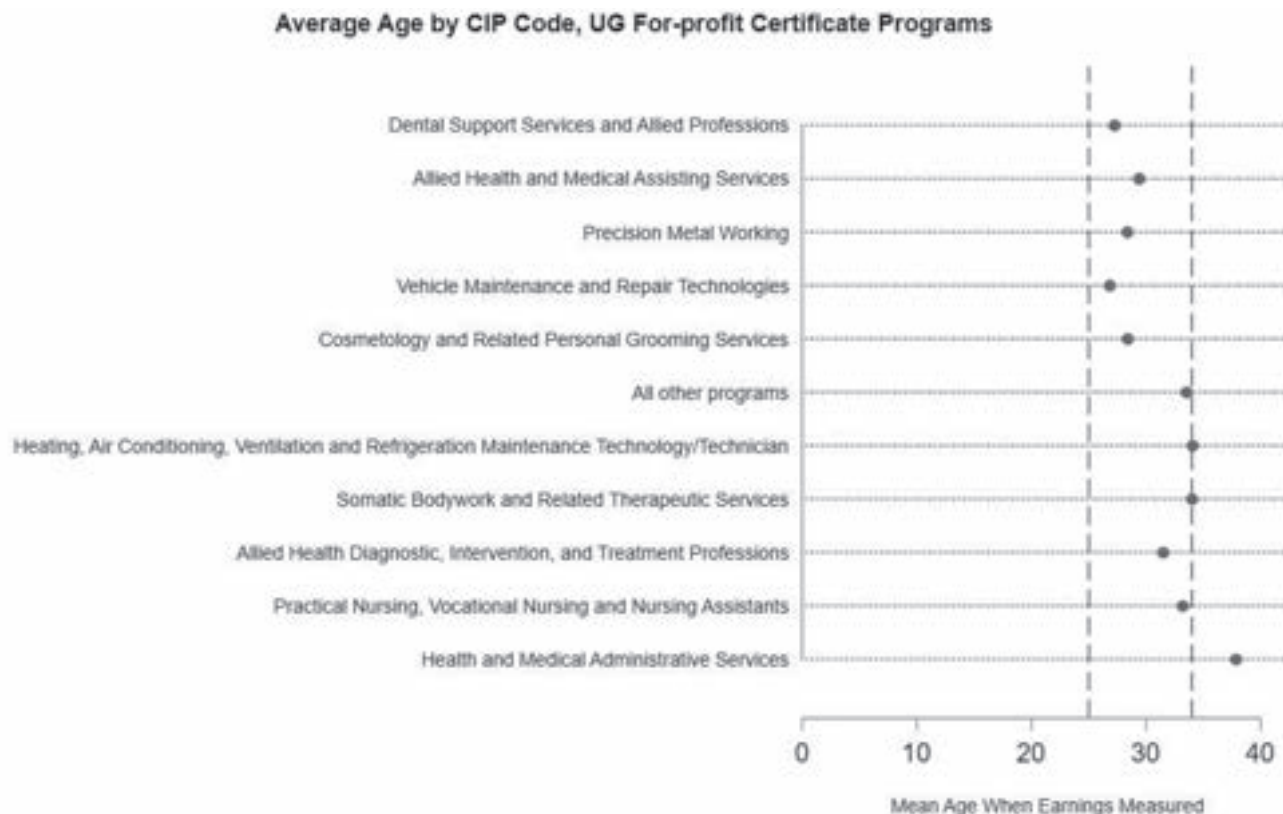 Average Age by CIP Code, UG For-profit Certificate Programs
Dental Support Services and Allied Professions
Allied Health and Medical Assisting Services
Precision Metal Working
Vehicle Maintenance and Repair Technologies
Cosmetology and Related Personal Grooming Services
All other programs
Heating, Air Conditioning, Ventilation and Refrigeration Maintenance Technology/Technician
Somatic Bodywork and Related Therapeutic Services
Allied Health Diagnostic, Intervention, and Treatment Professions
Practical Nursing, Vocational Nursing and Nursing Assistants
Health and Medical Administrative Services
0 10 20 30 40
Mean Age When Earnings Measured